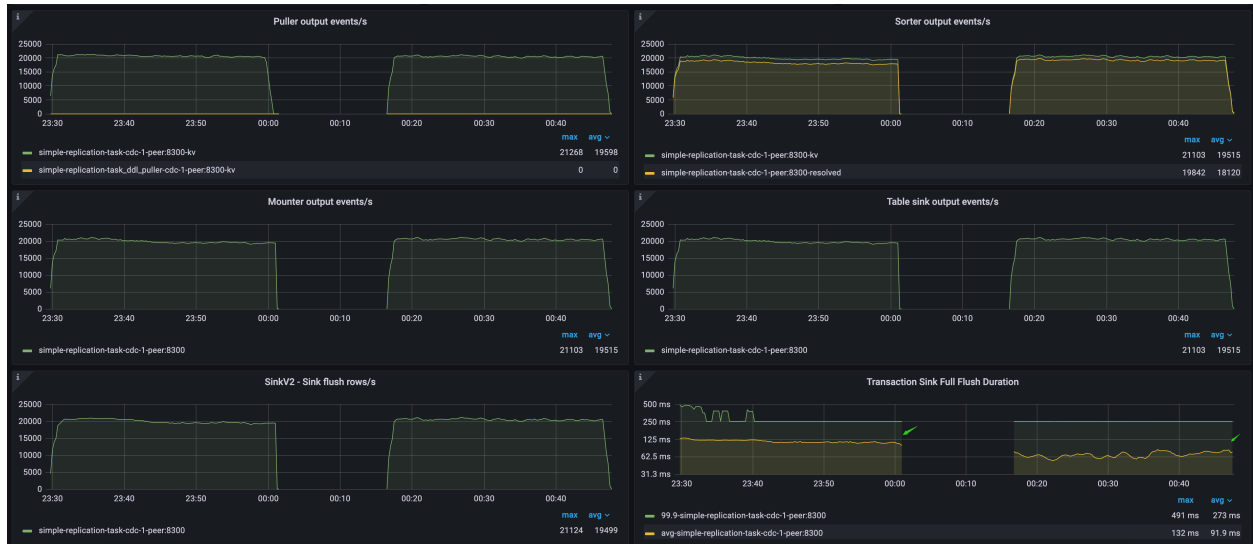 Puller output events/s
25000
20000
15000
10000
5000
0
23:30 23:40 23:50 00:00 00:10 00:20 00:30 00:40
max avg
simple-replication-task-cdc-1-peer:8300-kv 21268 19598
simple-replication-task_ddl_puller-cdc-1-peer:8300-kv 0 0
Sorter output events/s
25000
20000
15000
10000
5000
0
23:30 23:40 23:50 00:00 00:10 00:20 00:30 00:40
max avg
simple-replication-task-cdc-1-peer:8300-kv 21103 19515
simple-replication-task-cdc-1-peer:8300-resolved 19842 18120
Mounter output events/s
25000
20000
15000
10000
5000
0
23:30 23:40 23:50 00:00 00:10 00:20 00:30 00:40
max avg
simple-replication-task-cdc-1-peer:8300 21103 19515
Table sink output events/s
25000
20000
15000
10000
5000
0
23:30 23:40 23:50 00:00 00:10 00:20 00:30 00:40
max avg
simple-replication-task-cdc-1-peer:8300 21103 19515
SinkV2 - Sink flush rows/s
25000
20000
15000
10000
5000
0
23:30 23:40 23:50 00:00 00:10 00:20 00:30 00:40
max avg
simple-replication-task-cdc-1-peer:8300 21124 19499
Transaction Sink Full Flush Duration
500 ms
250 ms
125 ms
62.5 ms
31.3 ms
23:30 23:40 23:50 00:00 00:10 00:20 00:30 00:40
max avg
99.9-simple-replication-task-cdc-1-peer:8300 491 ms 273 ms
avg-simple-replication-task-cdc-1-peer:8300 132 ms 91.9 ms